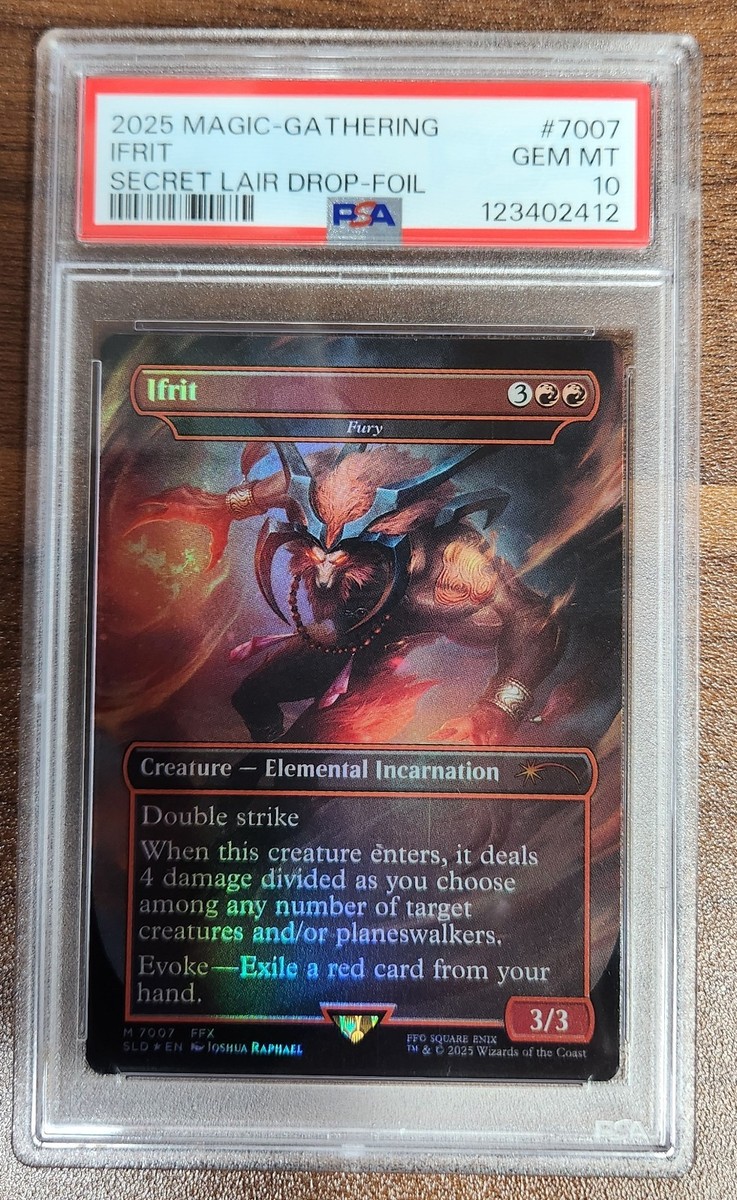 2025 MAGIC-GATHERING #7007
IFRIT GEM MT
SECRET LAIR DROP-FOIL 10
PSA 123402412
Ifrit 3
Fury
Creature — Elemental Incarnation
Double strike
When this creature enters, it deals
4 damage divided as you choose
among any number of target
creatures and/or planeswalkers.
Evoke—Exile a red card from your
hand.
3/3
M 7007 FFX
SLD ★ EN Joshua Raphael
FFO SQUARE ENIX
™ & © 2025 Wizards of the Coast
PSA